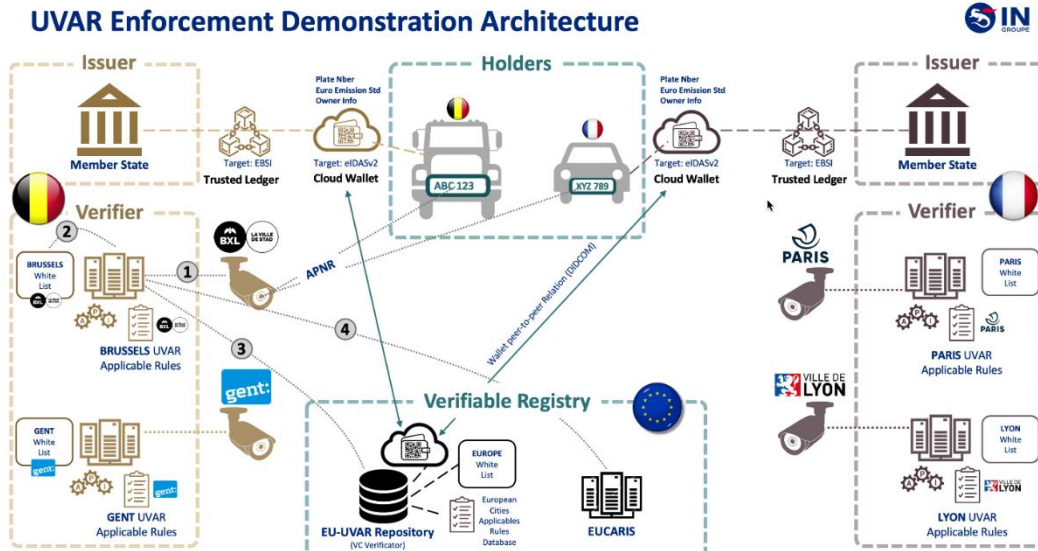 UVAR Enforcement Demonstration Architecture
IN
GROUPE
Issuer
Member State
Target: EBSI
Trusted Ledger
Plate Nber
Euro Emission Std
Owner Info
Target: eIDASv2
Cloud Wallet
Holders
ABC 123
XYZ 789
Plate Nber
Euro Emission Std
Owner Info
Target: eIDASv2
Cloud Wallet
Target: EBSI
Trusted Ledger
Issuer
Member State
Verifier
2
BRUSSELS
White
List
BXL
1
BXL
LA VILLE
DE STAD
APNR
A P I
BXL
BRUSSELS UVAR
Applicable Rules
3
4
Wallet peer-to-peer Relation (DIDCOM)
gent:
GENT
White
List
gent:
A P I
gent:
GENT UVAR
Applicable Rules
Verifiable Registry
EUROPE
White
List
EU-UVAR Repository
(VC Verificator)
European
Cities
Applicables
Rules
Database
EUCARIS
Verifier
PARIS
PARIS
White
List
A P I
PARIS
PARIS UVAR
Applicable Rules
VILLE DE
LYON
LYON
White
List
A P I
VILLE DE
LYON
LYON UVAR
Applicable Rules